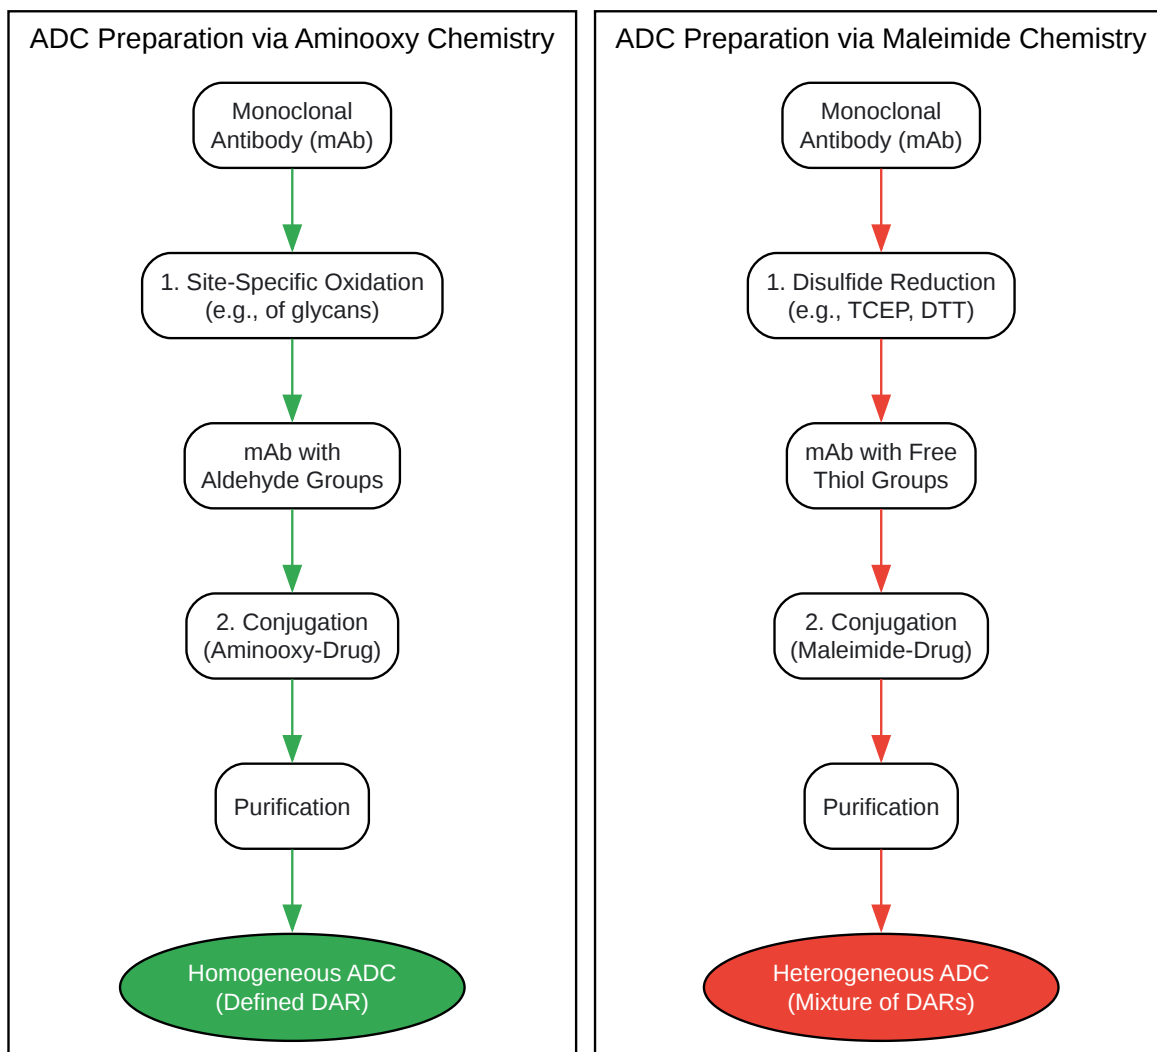 ADC Preparation via Aminooxy Chemistry
Monoclonal
Antibody (mAb)
1. Site-Specific Oxidation
(e.g., of glycans)
mAb with
Aldehyde Groups
2. Conjugation
(Aminooxy-Drug)
Purification
Homogeneous ADC
(Defined DAR)
ADC Preparation via Maleimide Chemistry
Monoclonal
Antibody (mAb)
1. Disulfide Reduction
(e.g., TCEP, DTT)
mAb with Free
Thiol Groups
2. Conjugation
(Maleimide-Drug)
Purification
Heterogeneous ADC
(Mixture of DARs)